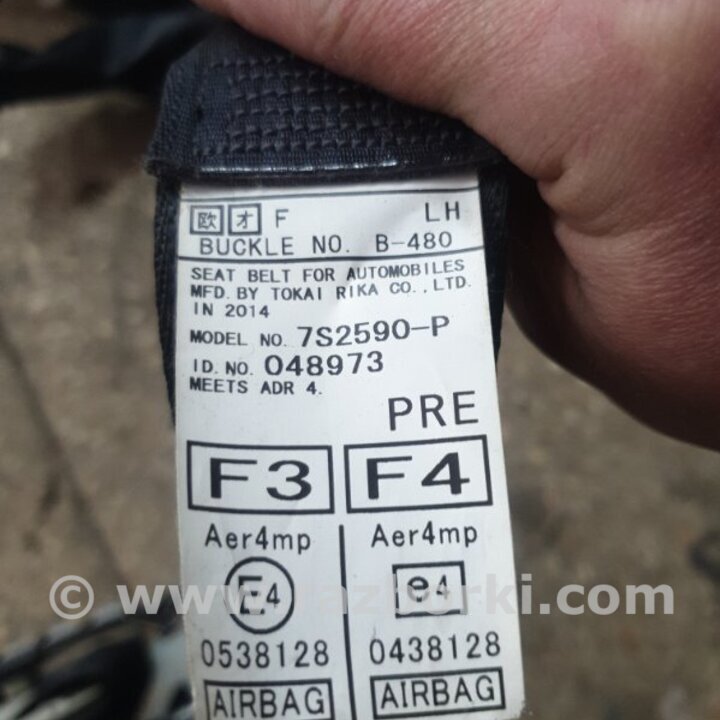 欧 オ F LH
BUCKLE NO. B-480
SEAT BELT FOR AUTOMOBILES
MFD. BY TOKAI RIKA CO.,LTD.
IN 2014
MODEL NO. 7S2590-P
ID. NO. 048973
MEETS ADR 4.
PRE
F3 F4
Aer4mp Aer4mp
E4 e4
© www.razborki.com
0538128 0438128
AIRBAG AIRBAG